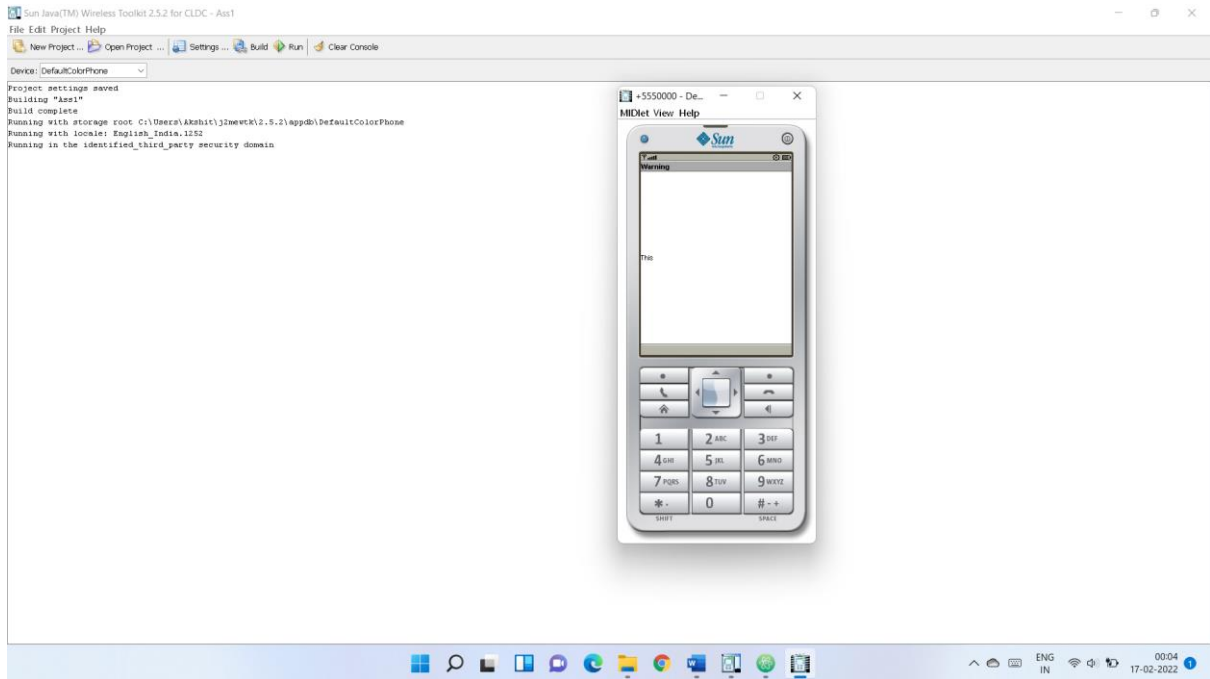 Sun Java(TM) Wireless Toolkit 2.5.2 for CLDC - Ass1
File Edit Project Help
New Project ... Open Project ... Settings ... Build Run Clear Console
Device: DefaultColorPhone
Project settings saved
Building "Ass1"
Build complete
Running with storage root C:\Users\Akshit\j2mewtk\2.5.2\appdb\DefaultColorPhone
Running with locale: English_India.1252
Running in the identified_third_party security domain
+5550000 - De...
MIDlet View Help
Sun
Warning
This
1 2 ABC 3 DEF
4 GHI 5 JKL 6 MNO
7 PQRS 8 TUV 9 WXYZ
* . 0 # - +
SHIFT SPACE
ENG
IN
00:04
17-02-2022
1